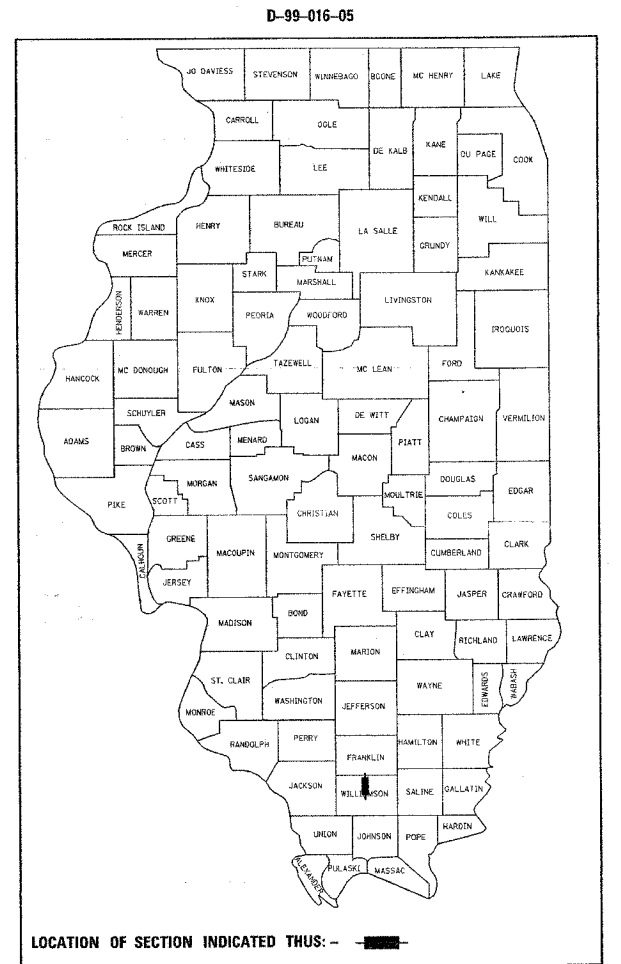 D-99-016-05
JO DAVIESS STEVENSON WINNEBAGO BOONE MC HENRY LAKE
CARROLL OGLE DE KALB KANE DU PAGE COOK
WHITESIDE LEE
KENDALL
ROCK ISLAND HENRY BUREAU LA SALLE WILL
GRUNDY
MERCER PUTNAM
STARK MARSHALL KANKAKEE
HENDERSON WARREN KNOX PEORIA WOODFORD LIVINGSTON IROQUOIS
HANCOCK MC DONOUGH FULTON TAZEWELL MC LEAN FORD
MASON
SCHUYLER LOGAN DE WITT CHAMPAIGN VERMILION
ADAMS BROWN CASS MENARD PIATT
MACON
PIKE SCOTT MORGAN SANGAMON MOULTRIE DOUGLAS EDGAR
CHRISTIAN COLES
GREENE MACOUPIN MONTGOMERY SHELBY CUMBERLAND CLARK
CALHOUN JERSEY
FAYETTE EFFINGHAM JASPER CRAWFORD
MADISON BOND
CLAY RICHLAND LAWRENCE
CLINTON MARION
ST. CLAIR WAYNE EDWARDS WABASH
WASHINGTON JEFFERSON
MONROE
RANDOLPH PERRY HAMILTON WHITE
FRANKLIN
JACKSON WILLIAMSON SALINE GALLATIN
UNION JOHNSON POPE HARDIN
ALEXANDER PULASKI MASSAC
LOCATION OF SECTION INDICATED THUS: -